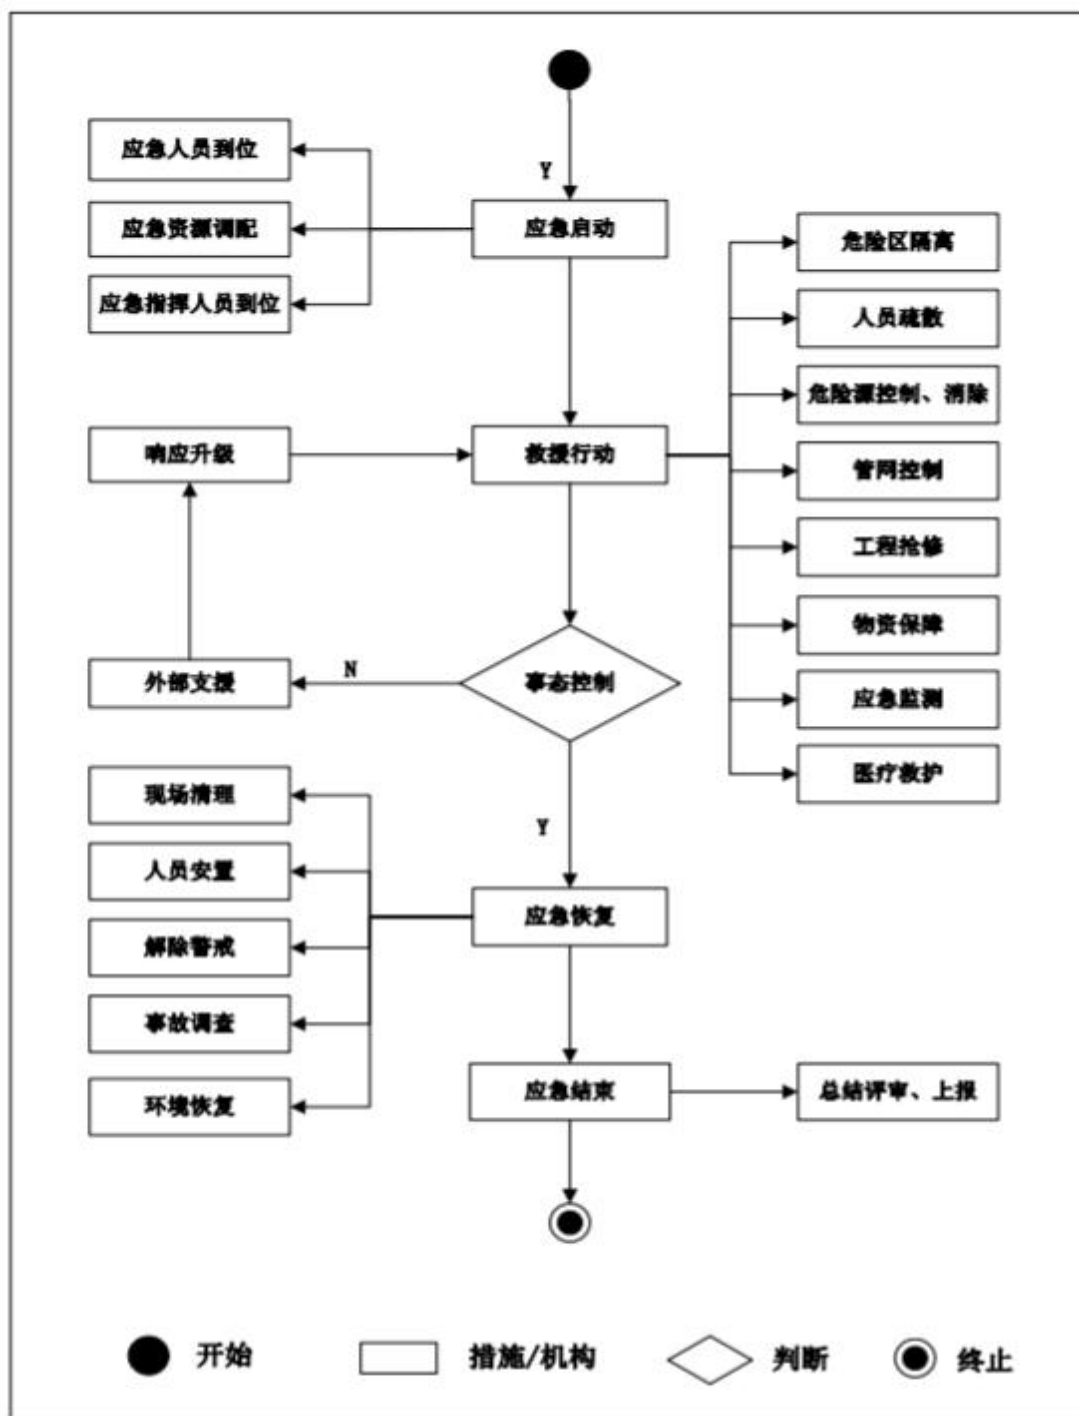 Y
应急人员到位
应急资源调配
应急指挥人员到位
应急启动
危险区隔离
人员疏散
危险源控制、消除
管网控制
工程抢修
物资保障
应急监测
医疗救护
响应升级
救援行动
外部支援
N
事态控制
Y
现场清理
人员安置
解除警戒
事故调查
环境恢复
应急恢复
应急结束
总结评审、上报
开始
措施/机构
判断
终止